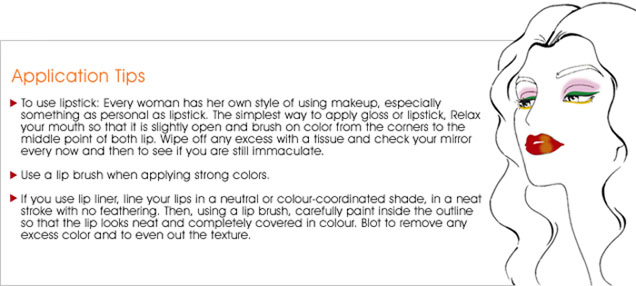 Application Tips
To use lipstick: Every woman has her own style of using makeup, especially
something as personal as lipstick. The simplest way to apply gloss or lipstick, Relax
your mouth so that it is slightly open and brush on color from the corners to the
middle point of both lip. Wipe off any excess with a tissue and check your mirror
every now and then to see if you are still immaculate.
Use a lip brush when applying strong colors.
If you use lip liner, line your lips in a neutral or colour-coordinated shade, in a neat
stroke with no feathering. Then, using a lip brush, carefully paint inside the outline
so that the lip looks neat and completely covered in colour. Blot to remove any
excess color and to even out the texture.